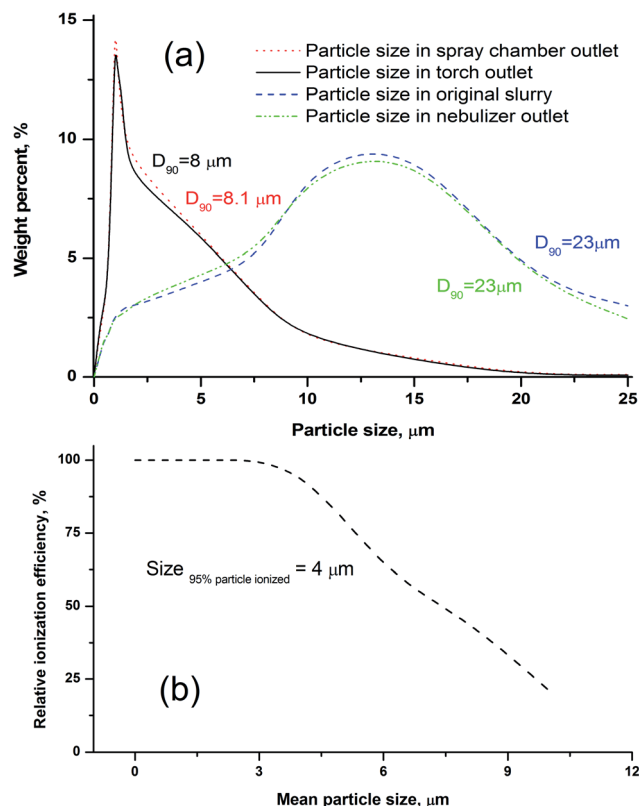 15
(a)
Particle size in spray chamber outlet
Particle size in torch outlet
Particle size in original slurry
Particle size in nebulizer outlet
10
D90=8 μm
D90=8.1 μm
D90=23μm
D90=23μm
5
0
0 5 10 15 20 25
Weight percent, %
Particle size, μm
100
75
Size 95% particle ionized = 4 μm
50
25
(b)
0
0 3 6 9 12
Relative ionization efficiency, %
Mean particle size, μm